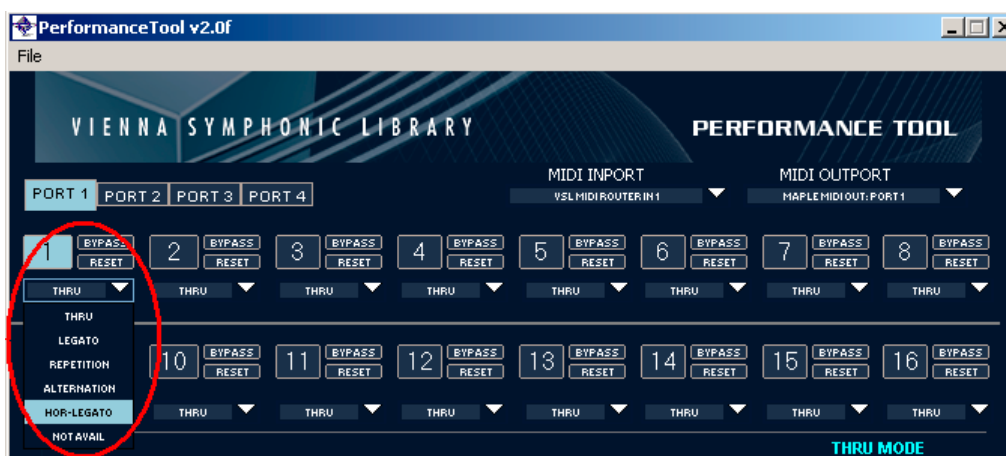 PerformanceTool v2.0f
File
VIENNA SYMPHONIC LIBRARY
PERFORMANCE TOOL
MIDI INPORT MIDI OUTPORT
PORT 1 PORT 2 PORT 3 PORT 4 VSL MIDI ROUTER IN 1 MAPLE MIDI OUT: PORT 1
1 BYPASS RESET 2 BYPASS RESET 3 BYPASS RESET 4 BYPASS RESET 5 BYPASS RESET 6 BYPASS RESET 7 BYPASS RESET 8 BYPASS RESET
THRU THRU THRU THRU THRU THRU THRU THRU
THRU
LEGATO
REPETITION
ALTERNATION
HOR-LEGATO
NOT AVAIL
10 BYPASS RESET 11 BYPASS RESET 12 BYPASS RESET 13 BYPASS RESET 14 BYPASS RESET 15 BYPASS RESET 16 BYPASS RESET
THRU THRU THRU THRU THRU THRU THRU
THRU MODE